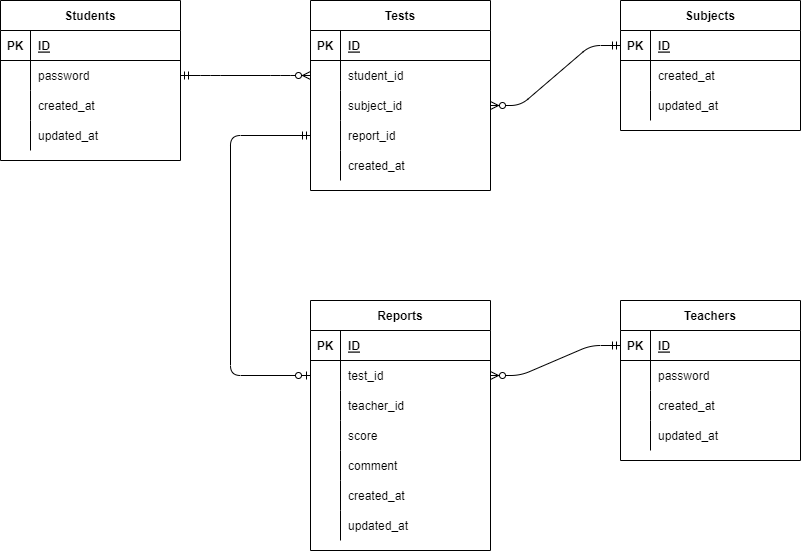 Students
PK ID
password
created_at
updated_at
Tests
PK ID
student_id
subject_id
report_id
created_at
Subjects
PK ID
created_at
updated_at
Reports
PK ID
test_id
teacher_id
score
comment
created_at
updated_at
Teachers
PK ID
password
created_at
updated_at